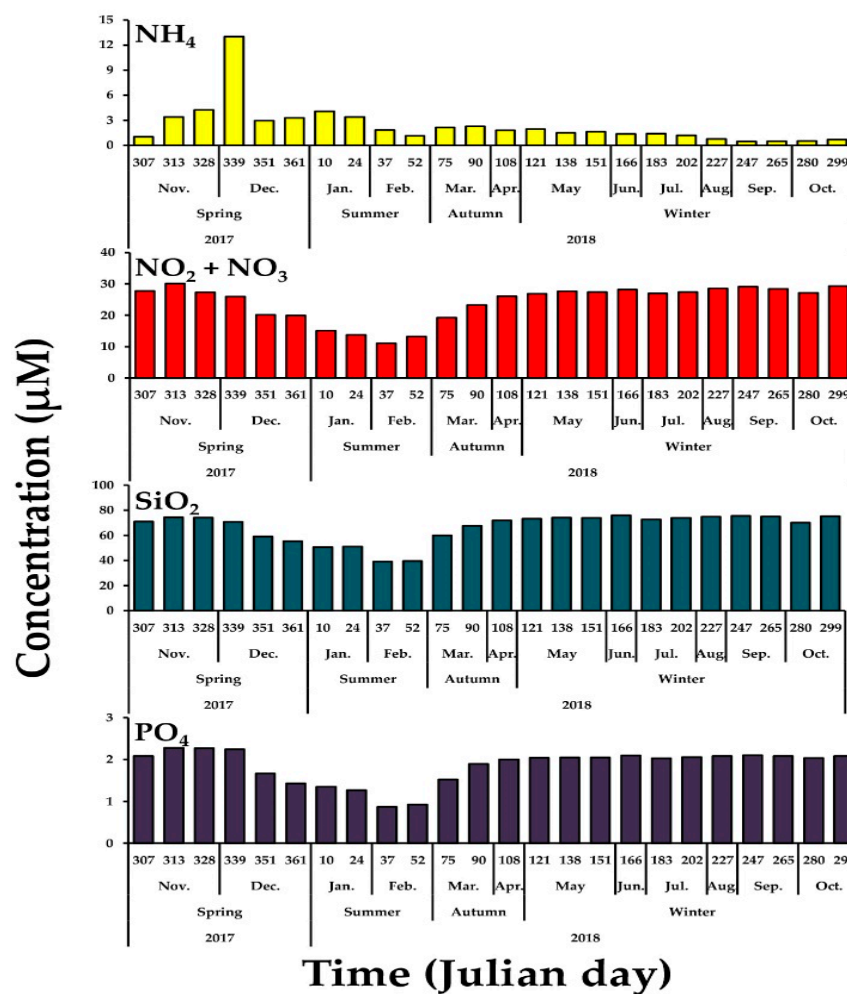 Concentration (µM)
NH₄
15
12
9
6
3
0
307 313 328 339 351 361 10 24 37 52 75 90 108 121 138 151 166 183 202 227 247 265 280 299
Nov. Dec. Jan. Feb. Mar. Apr. May Jun. Jul. Aug Sep. Oct.
Spring Summer Autumn Winter
2017 2018
NO₂ + NO₃
40
30
20
10
0
307 313 328 339 351 361 10 24 37 52 75 90 108 121 138 151 166 183 202 227 247 265 280 299
Nov. Dec. Jan. Feb. Mar. Apr. May Jun. Jul. Aug Sep. Oct.
Spring Summer Autumn Winter
2017 2018
SiO₂
100
80
60
40
20
0
307 313 328 339 351 361 10 24 37 52 75 90 108 121 138 151 166 183 202 227 247 265 280 299
Nov. Dec. Jan. Feb. Mar. Apr. May Jun. Jul. Aug. Sep. Oct.
Spring Summer Autumn Winter
2017 2018
PO₄
3
2
1
0
307 313 328 339 351 361 10 24 37 52 75 90 108 121 138 151 166 183 202 227 247 265 280 29
Nov. Dec. Jan. Feb. Mar. Apr. May Jun. Jul. Aug Sep. Oct.
Spring Summer Autumn Winter
2017 2018
Time (Julian day)